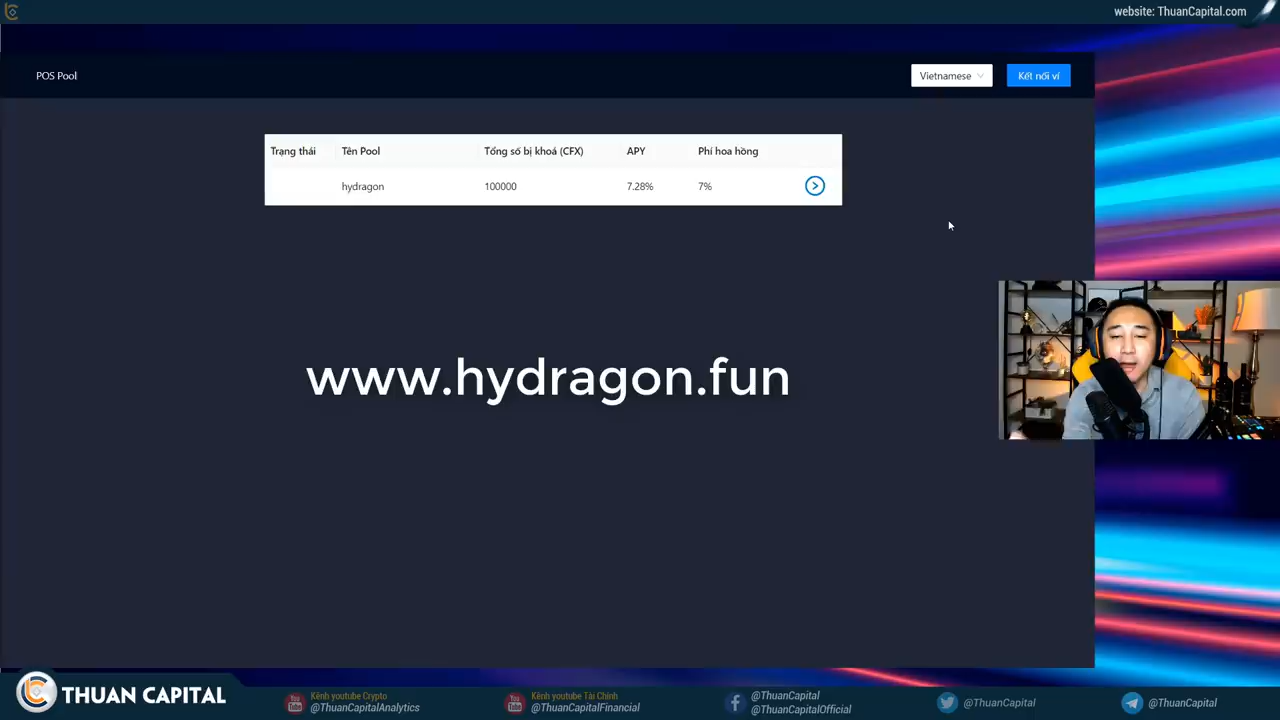 website: ThuanCapital.com
POS Pool
Vietnamese
Kết nối ví
Trạng thái Tên Pool Tổng số bị khoá (CFX) APY Phí hoa hồng
hydragon 100000 7.28% 7%
www.hydragon.fun
THUAN CAPITAL
Kênh youtube Crypto
@ThuanCapitalAnalytics
Kênh youtube Tài Chính
@ThuanCapitalFinancial
@ThuanCapital
@ThuanCapitalOfficial
@ThuanCapital
@ThuanCapital